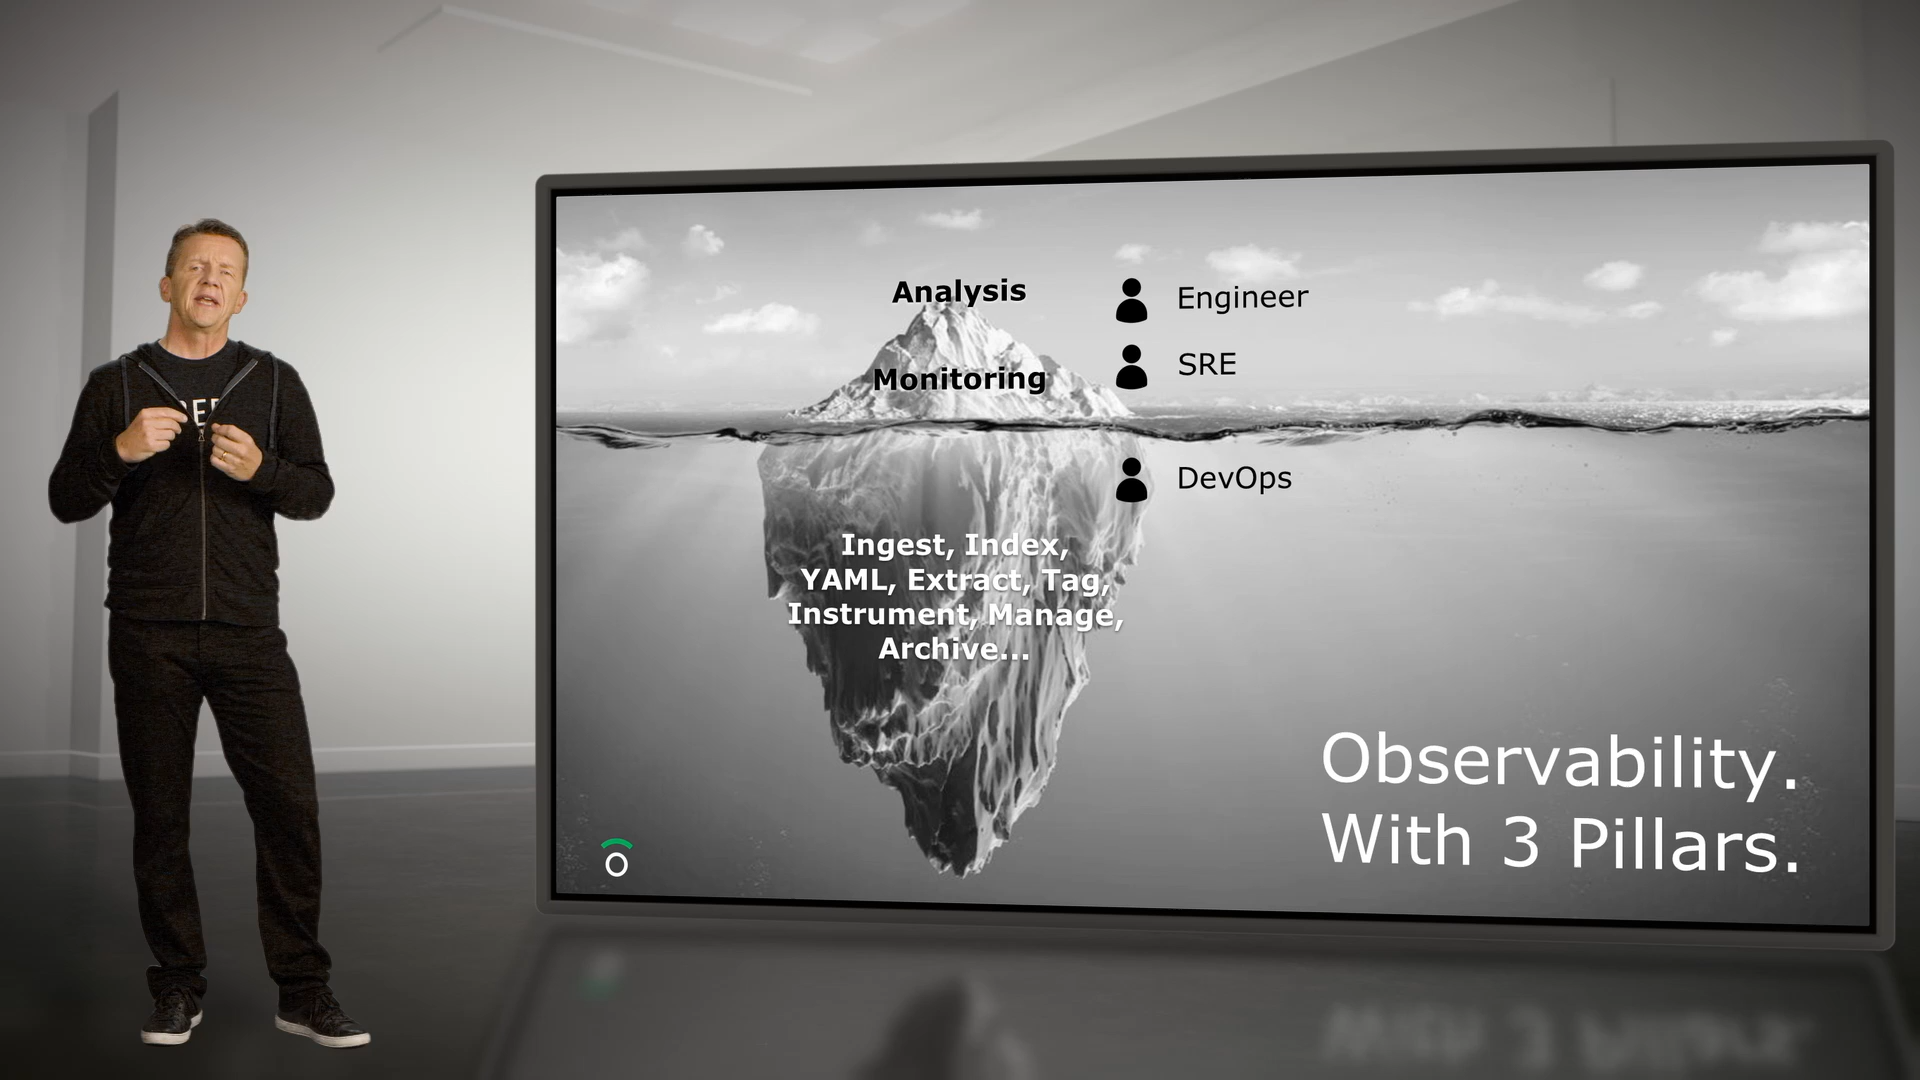 Analysis
Engineer
SRE
Monitoring
DevOps
Ingest, Index,
YAML, Extract, Tag,
Instrument, Manage,
Archive...
Observability.
With 3 Pillars.